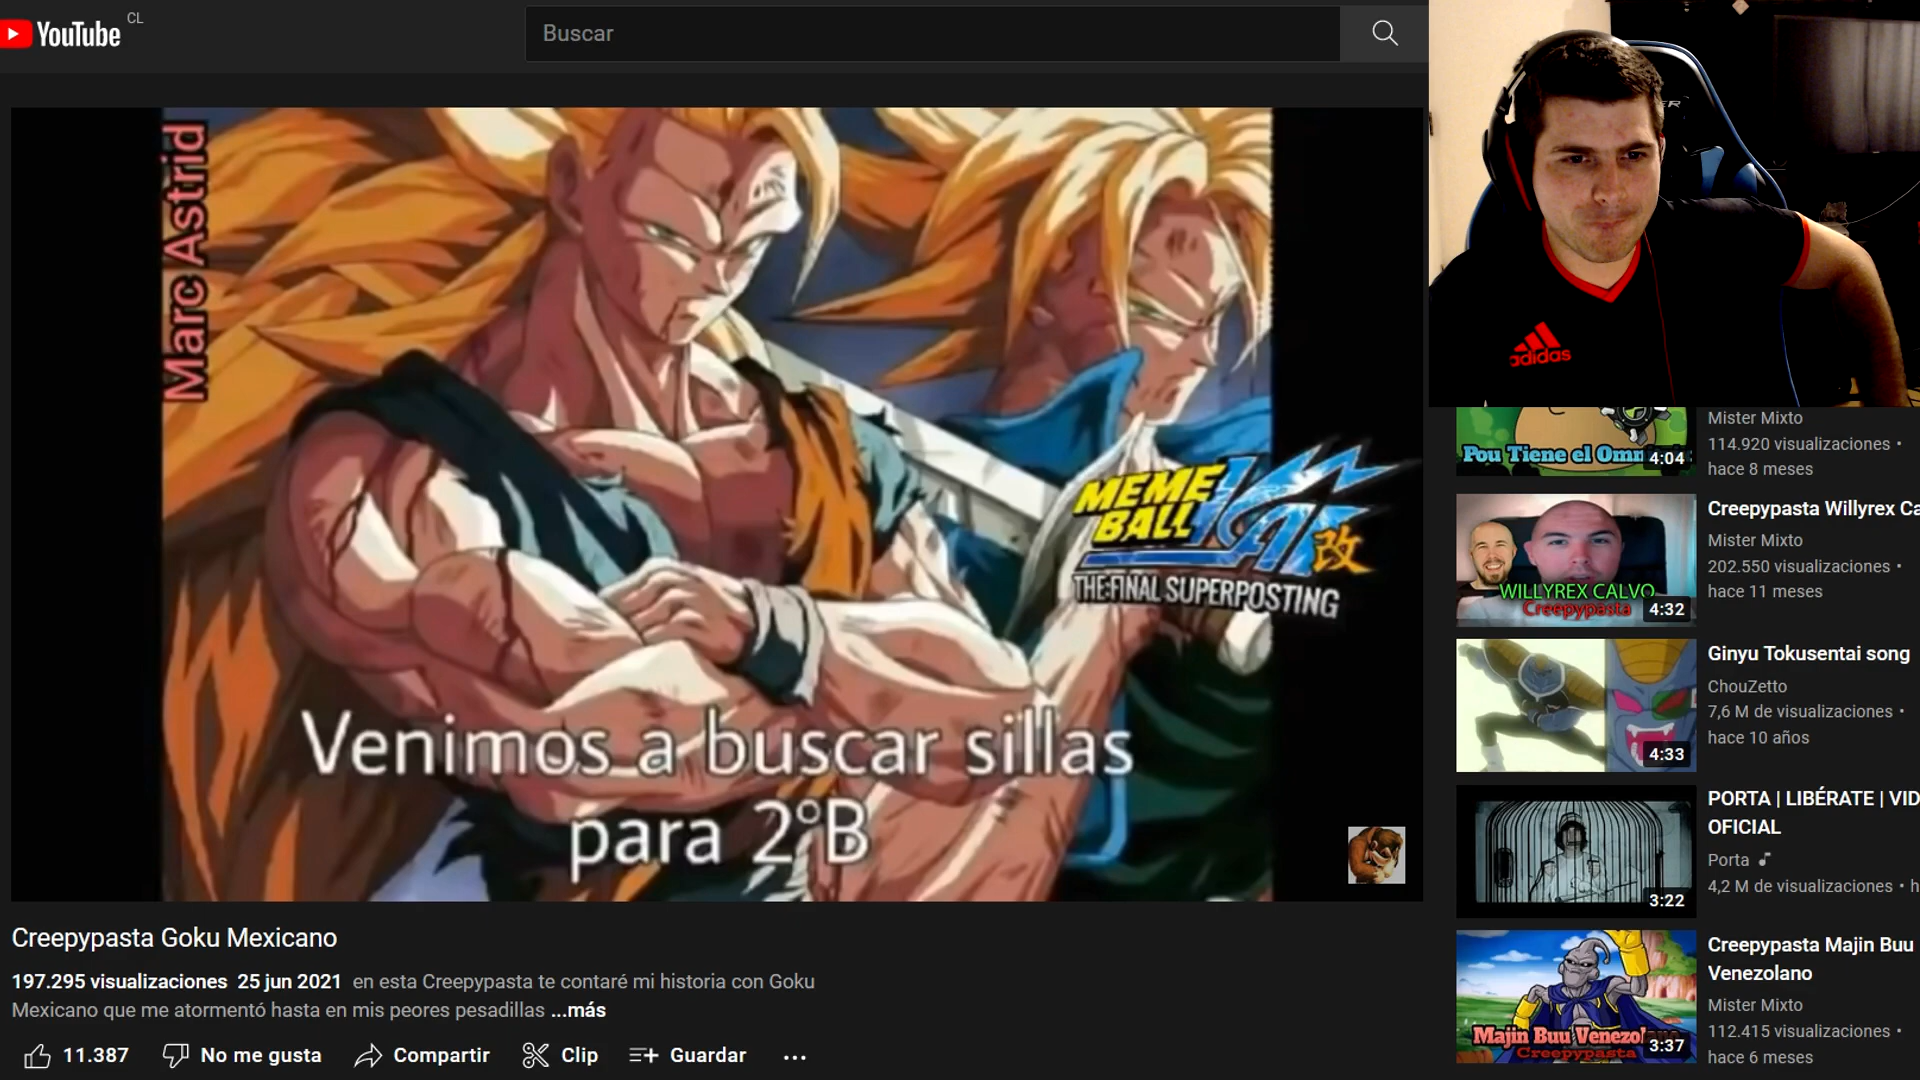 YouTube CL
Buscar
Marc Astrid
MEME
BALL KAI 改
THE:FINAL SUPERPOSTING
Venimos a buscar sillas
para 2°B
Creepypasta Goku Mexicano
197.295 visualizaciones 25 jun 2021 en esta Creepypasta te contaré mi historia con Goku
Mexicano que me atormentó hasta en mis peores pesadillas ...más
11.387 No me gusta Compartir Clip Guardar ...
adidas
Pou Tiene el Omn
4:04
Mister Mixto
114.920 visualizaciones •
hace 8 meses
WILLYREX CALVO
Creepypasta
4:32
Creepypasta Willyrex Ca
Mister Mixto
202.550 visualizaciones •
hace 11 meses
4:33
Ginyu Tokusentai song
ChouZetto
7,6 M de visualizaciones •
hace 10 años
3:22
PORTA | LIBÉRATE | VID
OFICIAL
Porta
4,2 M de visualizaciones • h
Majin Buu Venezol
Creepypasta
3:37
Creepypasta Majin Buu
Venezolano
Mister Mixto
112.415 visualizaciones •
hace 6 meses